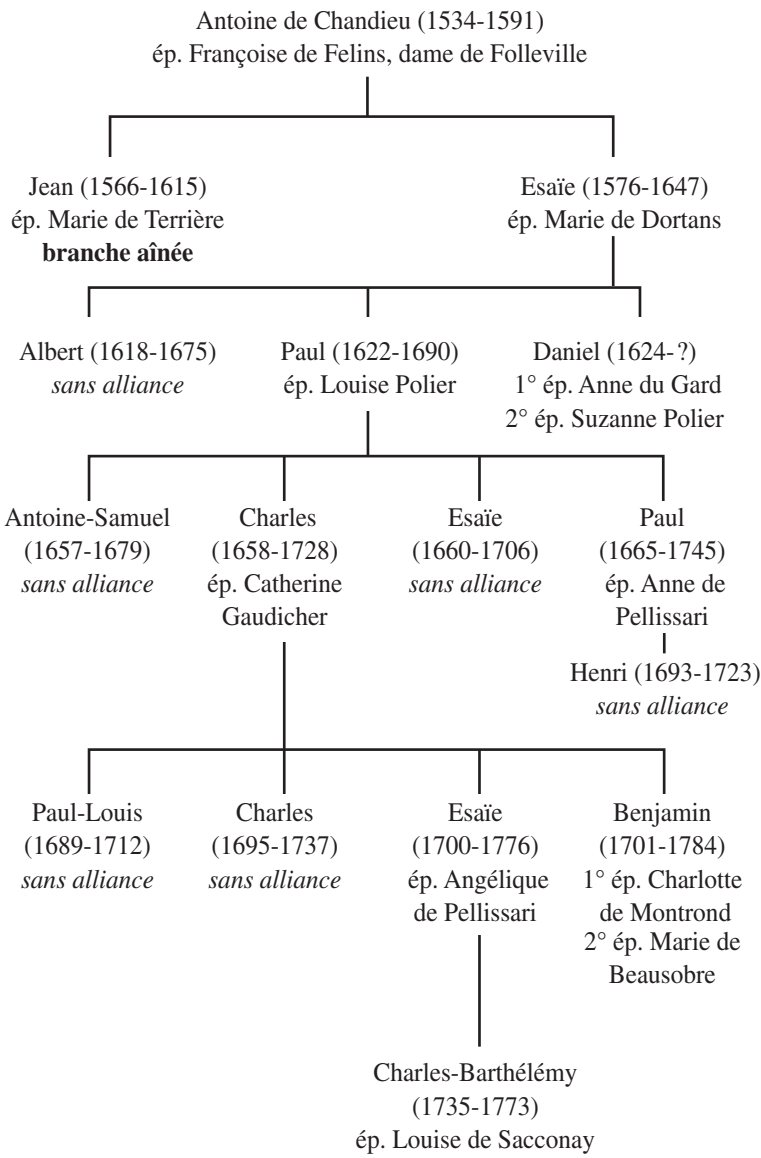 Antoine de Chandieu (1534-1591)
ép. Françoise de Felins, dame de Folleville
Jean (1566-1615)
ép. Marie de Terrière
branche aînée
Esaïe (1576-1647)
ép. Marie de Dortans
Albert (1618-1675)
sans alliance
Paul (1622-1690)
ép. Louise Polier
Daniel (1624-?)
1° ép. Anne du Gard
2° ép. Suzanne Polier
Antoine-Samuel
(1657-1679)
sans alliance
Charles
(1658-1728)
ép. Catherine
Gaudicher
Esaïe
(1660-1706)
sans alliance
Paul
(1665-1745)
ép. Anne de
Pellissari
Henri (1693-1723)
sans alliance
Paul-Louis
(1689-1712)
sans alliance
Charles
(1695-1737)
sans alliance
Esaïe
(1700-1776)
ép. Angélique
de Pellissari
Benjamin
(1701-1784)
1° ép. Charlotte
de Montrond
2° ép. Marie de
Beausobre
Charles-Barthélémy
(1735-1773)
ép. Louise de Sacconay